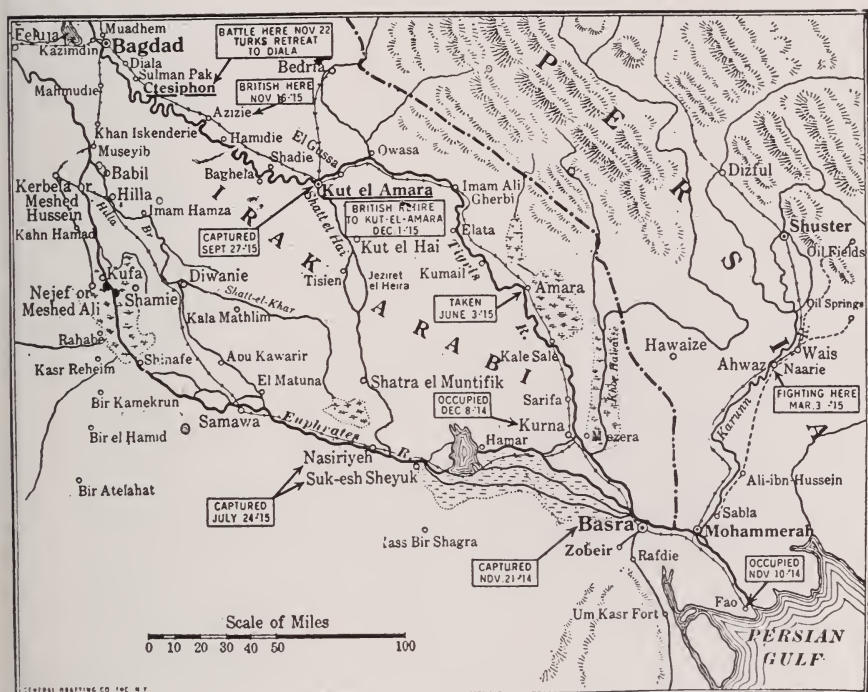 Feluja
Muadhem
Kazimdin
Bagdad
BATTLE HERE NOV 22
TURKS RETREAT
TO DIALA
Diala
Sulman Pak
Ctesiphon
Bedria
BRITISH HERE
NOV 16-'15
Mahmudie
Azizie
Khan Iskenderie
Hamidie
El Gussa
Owasa
Museyib
Shadie
Dizful
Babil
Baghela
Kut el Amara
Kerbela or
Meshed
Hussein
Hilla
Imam Ali
Gherbi
Hilla Br
Imam Hamza
BRITISH RETIRE
TO KUT-EL-AMARA
DEC 1-'15
Shatt el Hai
Kahn Hamad
CAPTURED
SEPT 27-'15
Elata
Shuster
Kut el Hai
Oil Fields
Kufa
Diwanie
Tisien
Jeziret
el Heira
Kumail
Tigris R.
Nejef or
Meshed Ali
Shamie
Shatt-el-Khar
Amara
Kala Mathlim
TAKEN
JUNE 3-'15
Oil Springs
Rahabe
Hawaize
Kale Sale
Wais
Kasr Reheim
Shinafe
Abu Kawarir
Ahwaz
Naarie
IRAK ARABI
PERSIA
Shatra el Muntifik
El Matuna
FIGHTING HERE
MAR. 3-'15
Bir Kamekrun
OCCUPIED
DEC 8-'14
Sarifa
Karunn
Samawa
Euphrates R.
Kurna
Bir el Hamid
Hamar
Mezera
Nasiriyeh
Suk-esh Sheyuk
Bir Atelahat
Ali-ibn-Hussein
CAPTURED
JULY 24-'15
Sabla
Basra
Mohammerah
Bir Shagra
Zobeir
Rafdie
CAPTURED
NOV. 21-'14
OCCUPIED
NOV 10-'14
Fao
Um Kasr Fort
Scale of Miles
0 10 20 30 40 50 100
PERSIAN
GULF
GENERAL DRAFTING CO. INC. N.Y.